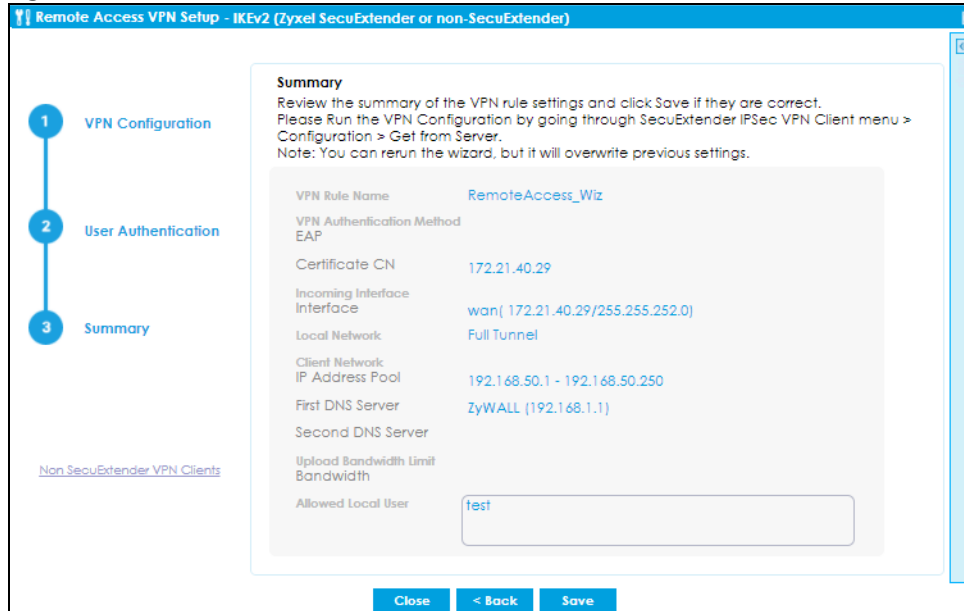 Remote Access VPN Setup - IKEv2 (Zyxel SecuExtender or non-SecuExtender)
1 VPN Configuration
2 User Authentication
3 Summary
Non SecuExtender VPN Clients
Summary
Review the summary of the VPN rule settings and click Save if they are correct.
Please Run the VPN Configuration by going through SecuExtender IPSec VPN Client menu >
Configuration > Get from Server.
Note: You can rerun the wizard, but it will overwrite previous settings.
VPN Rule Name RemoteAccess_Wiz
VPN Authentication Method
EAP
Certificate CN 172.21.40.29
Incoming Interface
Interface wan( 172.21.40.29/255.255.252.0)
Local Network Full Tunnel
Client Network
IP Address Pool 192.168.50.1 - 192.168.50.250
First DNS Server ZyWALL (192.168.1.1)
Second DNS Server
Upload Bandwidth Limit
Bandwidth
Allowed Local User test
Close < Back Save